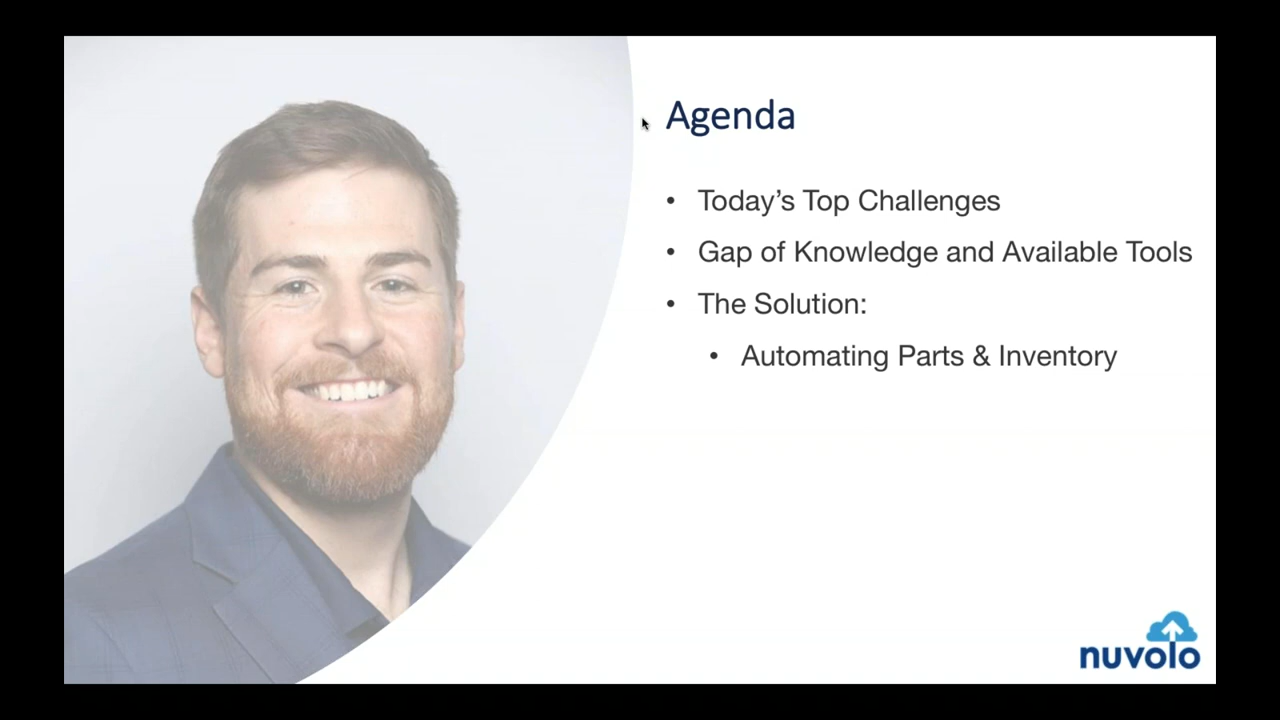 Agenda
• Today’s Top Challenges
• Gap of Knowledge and Available Tools
• The Solution:
• Automating Parts & Inventory
nuvolo